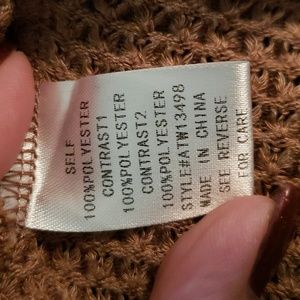 SELF
100%POLYESTER
CONTRAST1
100%POLYESTER
CONTRAST2
100%POLYESTER
STYLE#ATW13498
MADE IN CHINA
SEE REVERSE
FOR CARE